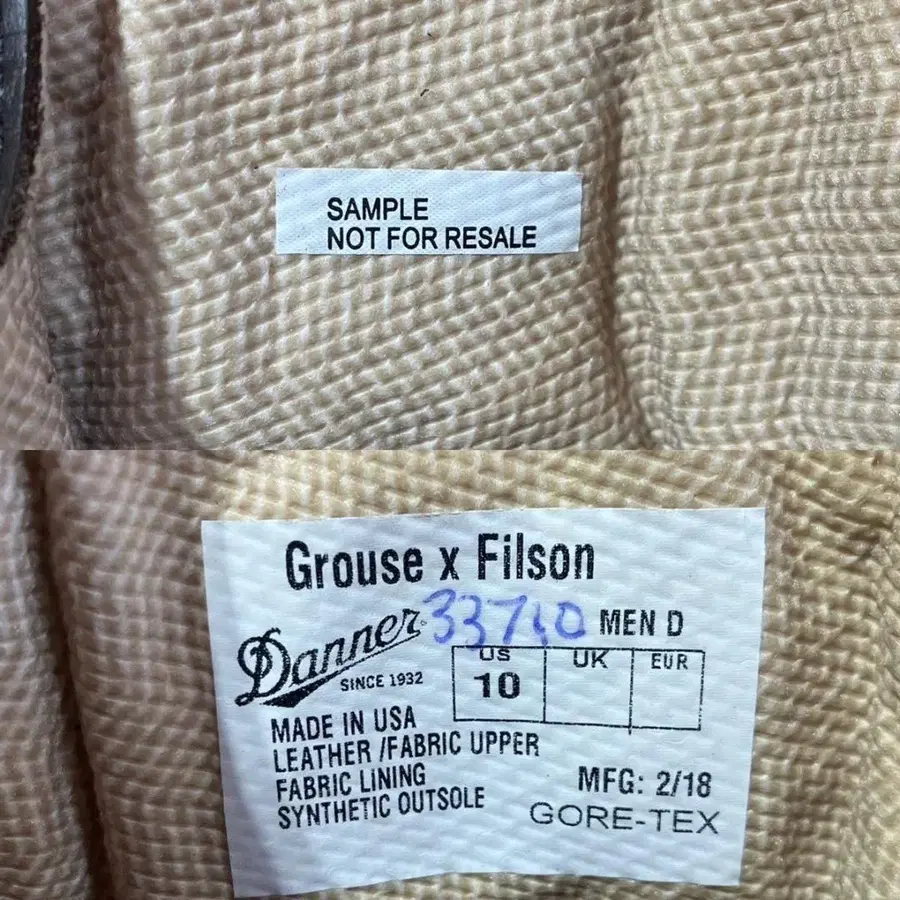 SAMPLE
NOT FOR RESALE
Grouse x Filson
Danner
SINCE 1932
MEN D
US
UK
EUR
10
MADE IN USA
LEATHER /FABRIC UPPER
FABRIC LINING
SYNTHETIC OUTSOLE
MFG: 2/18
GORE-TEX